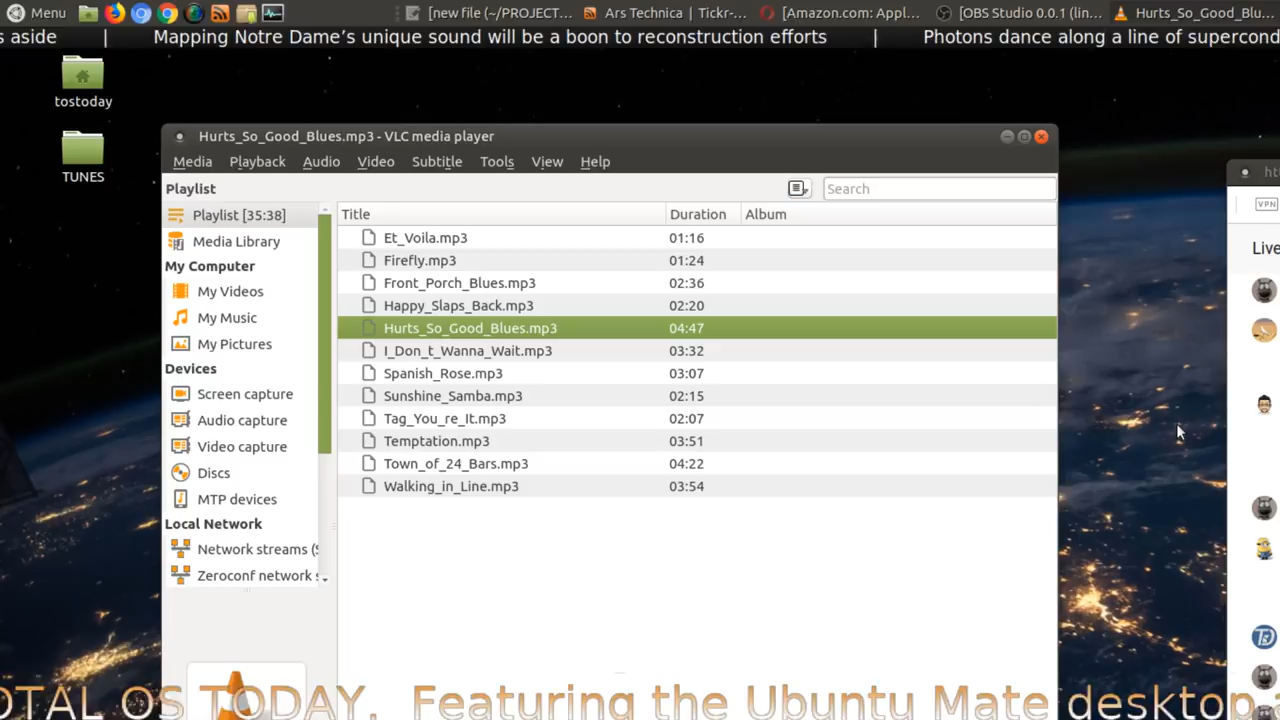 Menu [new file (~/PROJECT... Ars Technica | Tickr-... [Amazon.com: Appl... [OBS Studio 0.0.1 (lin... Hurts_So_Good_Blu...
s aside | Mapping Notre Dame’s unique sound will be a boon to reconstruction efforts | Photons dance along a line of supercond
tostoday
TUNES
Hurts_So_Good_Blues.mp3 - VLC media player
Media Playback Audio Video Subtitle Tools View Help
Playlist Search
Playlist [35:38]
Media Library
My Computer
My Videos
My Music
My Pictures
Devices
Screen capture
Audio capture
Video capture
Discs
MTP devices
Local Network
Network streams (S
Zeroconf network s
Title Duration Album
Et_Voila.mp3 01:16
Firefly.mp3 01:24
Front_Porch_Blues.mp3 02:36
Happy_Slaps_Back.mp3 02:20
Hurts_So_Good_Blues.mp3 04:47
I_Don_t_Wanna_Wait.mp3 03:32
Spanish_Rose.mp3 03:07
Sunshine_Samba.mp3 02:15
Tag_You_re_It.mp3 02:07
Temptation.mp3 03:51
Town_of_24_Bars.mp3 04:22
Walking_in_Line.mp3 03:54
ht
VPN
Live
OTAL OS TODAY. Featuring the Ubuntu Mate desktop a